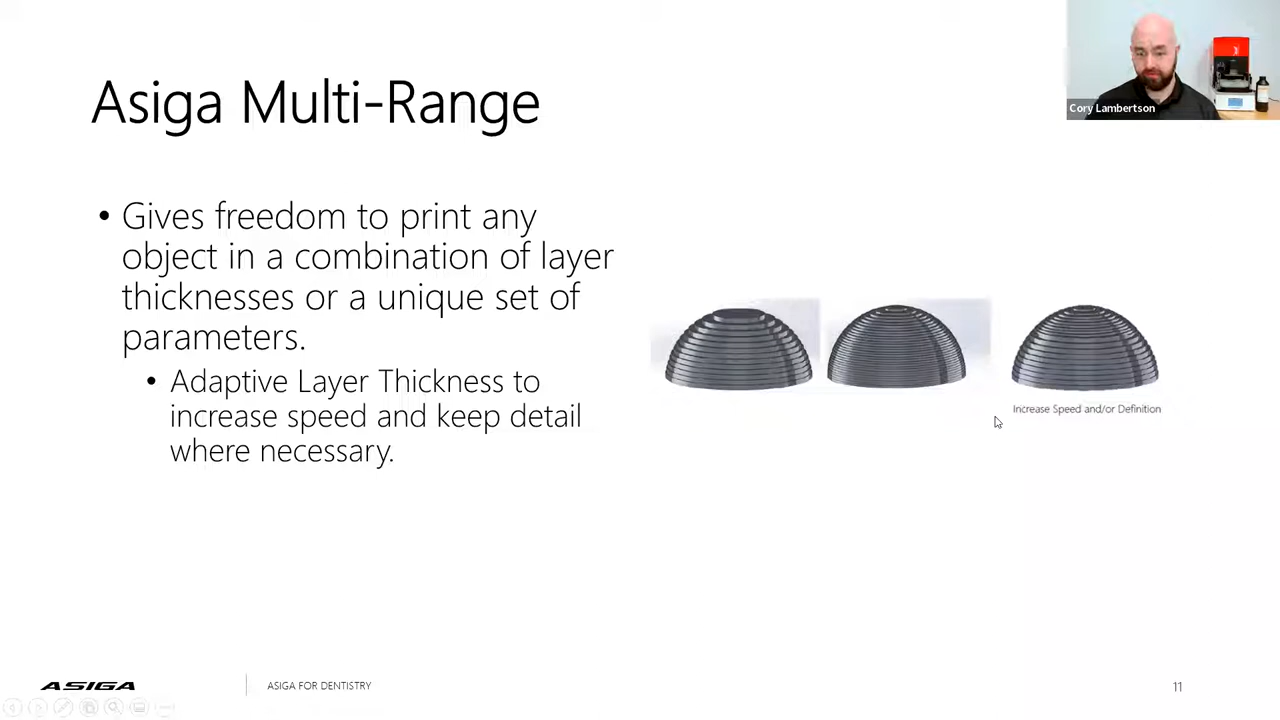 Asiga Multi-Range
Cory Lambertson
• Gives freedom to print any
object in a combination of layer
thicknesses or a unique set of
parameters.
• Adaptive Layer Thickness to
increase speed and keep detail
where necessary.
Increase Speed and/or Definition
ASIGA
ASIGA FOR DENTISTRY
11